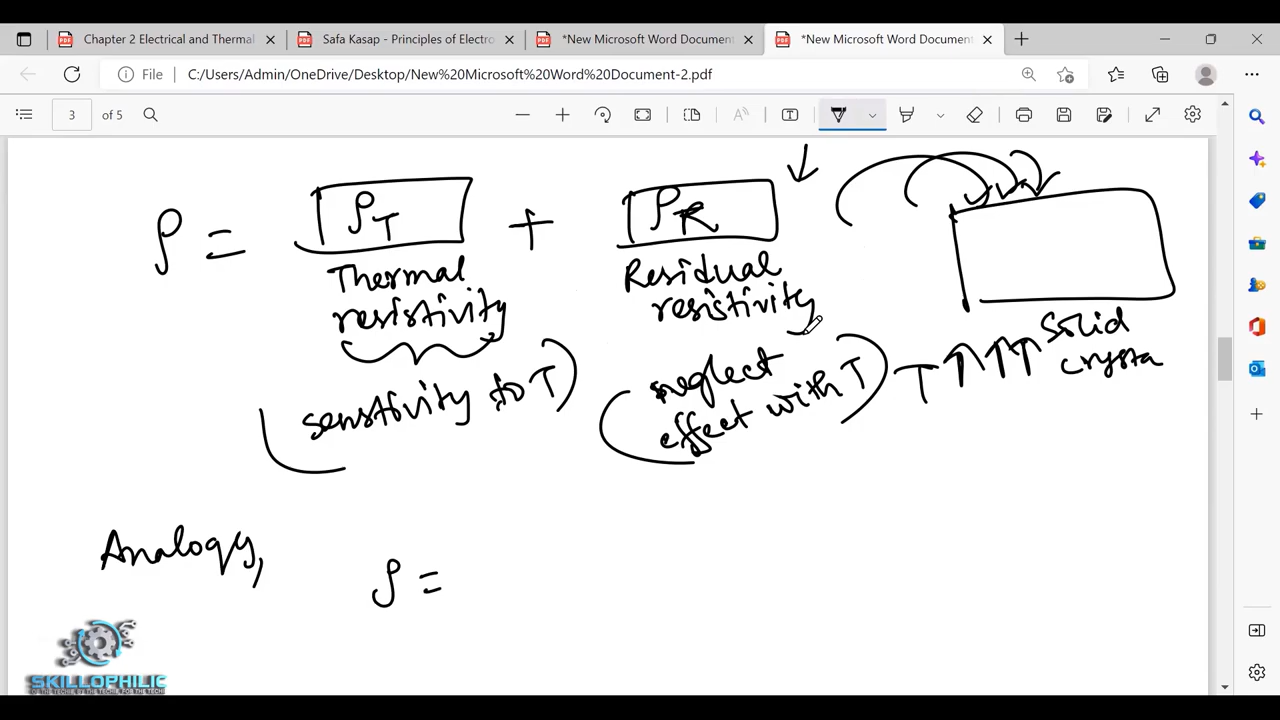 Chapter 2 Electrical and Thermal
Safa Kasap - Principles of Electro
*New Microsoft Word Document
*New Microsoft Word Document
File
C:/Users/Admin/OneDrive/Desktop/New%20Microsoft%20Word%20Document-2.pdf
3 of 5
ρ = ρT + ρR
Thermal resistivity
Residual resistivity
(sensitivity to T)
(neglect effect with T)
T ↑ ↑ ↑ ↑
Solid crysta
Analogy,
ρ =
SKILLOPHILIC